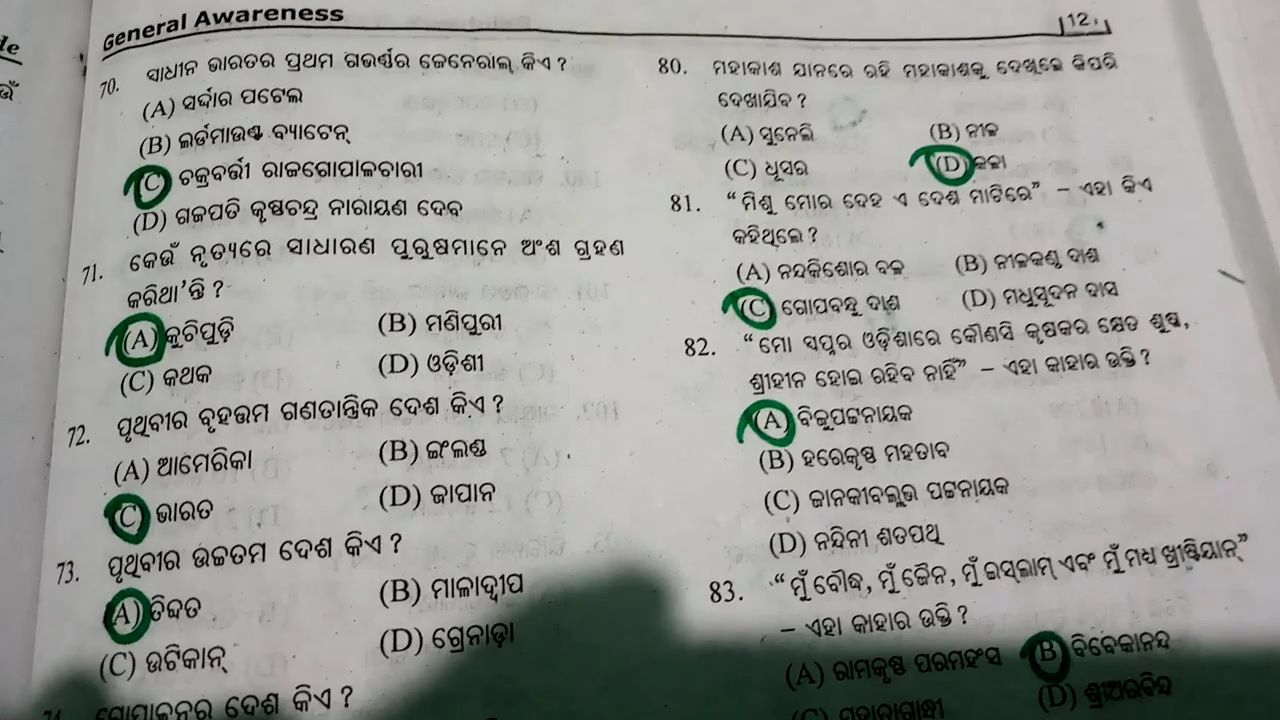 General Awareness
12
70. ସାଧୀନ ଭାରତର ପ୍ରଥମ ଗଭର୍ଣ୍ଣର ଜେନେରାଲ୍ କିଏ ?
(A) ସର୍ଦ୍ଦାର ପଟେଲ
(B) ଲର୍ଡମାଉଣ୍ଟ ବ୍ୟାଟେନ୍
(C) ଚକ୍ରବର୍ତ୍ତୀ ରାଜଗୋପାଳଚାରୀ
(D) ଗଜପତି କୃଷ୍ଣଚନ୍ଦ୍ର ନାରାୟଣ ଦେବ
71. କେଉଁ ନୃତ୍ୟରେ ସାଧାରଣ ପୁରୁଷମାନେ ଅଂଶ ଗ୍ରହଣ
କରିଥା'ନ୍ତି ?
(A) କୁଚିପୁଡ଼ି (B) ମଣିପୁରୀ
(C) କଥକ (D) ଓଡ଼ିଶୀ
72. ପୃଥିବୀର ବୃହତ୍ତମ ଗଣତାନ୍ତ୍ରିକ ଦେଶ କିଏ ?
(A) ଆମେରିକା (B) ଇଂଲଣ୍ଡ
(C) ଭାରତ (D) ଜାପାନ
73. ପୃଥିବୀର ଉଚ୍ଚତମ ଦେଶ କିଏ ?
(A) ତିବ୍ଦତ (B) ମାଳାଦ୍ୱୀପ
(C) ଉଟିକାନ୍ (D) ଗ୍ରେନାଡ଼ା
ଦେଶ କିଏ ?
80. ମହାକାଶ ଯାନରେ ରହି ମହାକାଶକୁ ଦେଖିଲେ କିପରି
ଦେଖାଯିବ ?
(A) ସୁନେଲି (B) ନୀଳ
(C) ଧୂସର (D) କଳା
81. “ ମିଶୁ ମୋର ଦେହ ଏ ଦେଶ ମାଟିରେ” – ଏହା କିଏ
କହିଥିଲେ ?
(A) ନନ୍ଦକିଶୋର ବଳ (B) ନୀଳକଣ୍ଠ ଦାଶ
(C) ଗୋପବନ୍ଧୁ ଦାଶ (D) ମଧୁସୂଦନ ଦାସ
82. “ ମୋ ସପ୍ନର ଓଡ଼ିଶାରେ କୌଣସି କୃଷକର କ୍ଷେତ ଶୁଷ୍କ,
ଶ୍ରୀହୀନ ହୋଇ ରହିବ ନାହିଁ” – ଏହା କାହାର ଉକ୍ତି ?
(A) ବିଜୁପଟ୍ଟନାୟକ
(B) ହରେକୃଷ୍ଣ ମହତାବ
(C) ଜାନକୀବଲ୍ଲଭ ପଟ୍ଟନାୟକ
(D) ନନ୍ଦିନୀ ଶତପଥି
83. “ ମୁଁ ବୌଦ୍ଧ, ମୁଁ ଜୈନ, ମୁଁ ଇସ୍‌ଲାମ୍ ଏବଂ ମୁଁ ମଧ୍ୟ ଖ୍ରୀଷ୍ଟିୟାନ୍”
– ଏହା କାହାର ଉକ୍ତି ?
(A) ରାମକୃଷ୍ଣ ପରମହଂସ (B) ବିବେକାନନ୍ଦ
(D) ଶ୍ରୀଅରବିନ୍ଦ